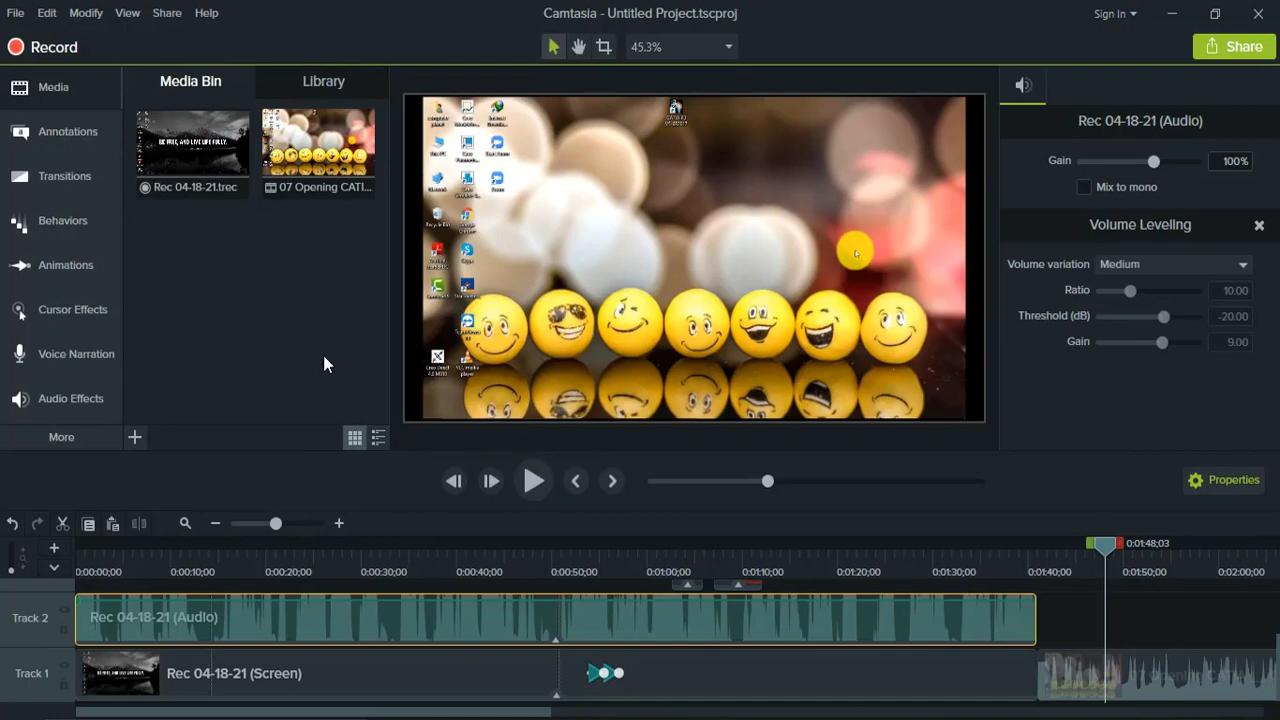 File Edit Modify View Share Help
Camtasia - Untitled Project.tscproj
Sign In
Record
45.3%
Share
Media
Annotations
Transitions
Behaviors
Animations
Cursor Effects
Voice Narration
Audio Effects
More
Media Bin
Library
BE FREE, AND LIVE LIFE FULLY.
Rec 04-18-21.trec
07 Opening CATI...
Rec 04-18-21 (Audio)
Gain 100%
Mix to mono
Volume Leveling
Volume variation Medium
Ratio 10.00
Threshold (dB) -20.00
Gain 9.00
Properties
0:01:48;03
0:00:00;00 0:00:10;00 0:00:20;00 0:00:30;00 0:00:40;00 0:00:50;00 0:01:00;00 0:01:10;00 0:01:20;00 0:01:30;00 0:01:40;00 0:01:50;00 0:02:00;00
Track 2
Rec 04-18-21 (Audio)
Track 1
Rec 04-18-21 (Screen)